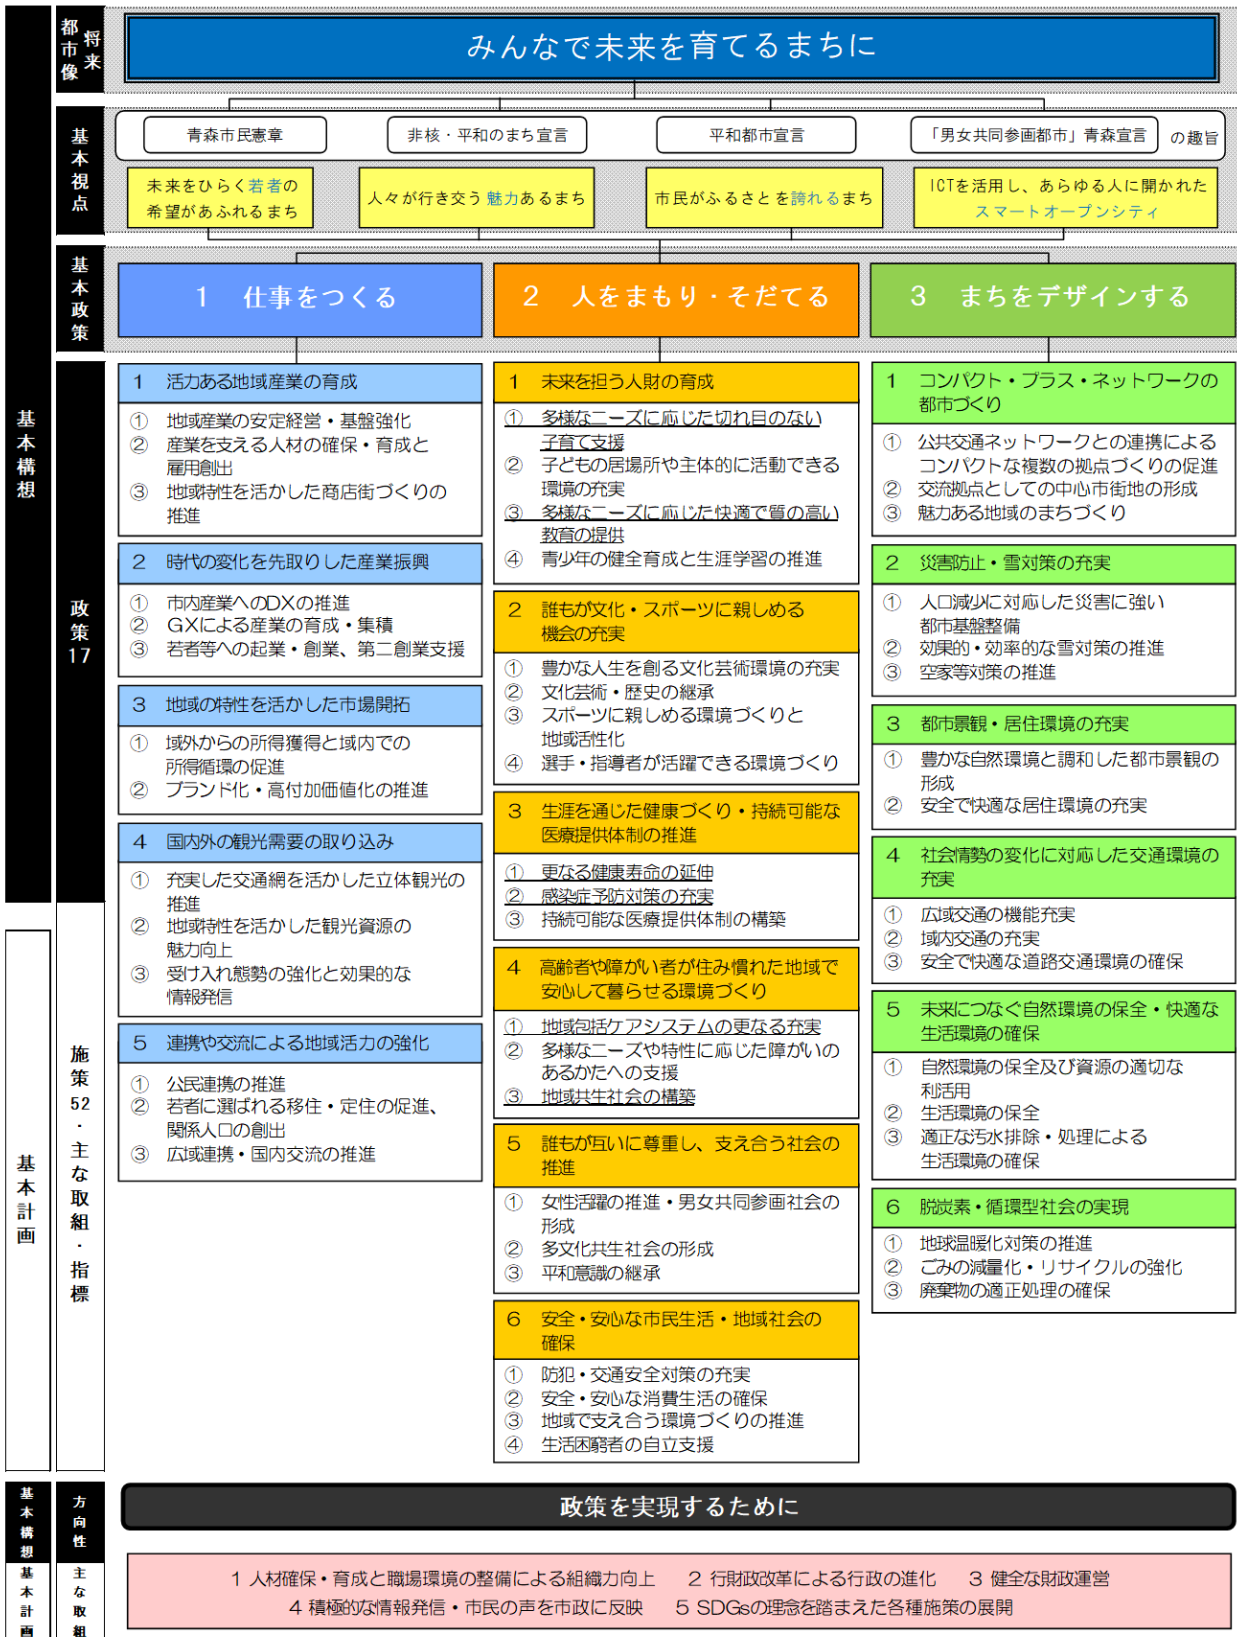 将来
都市像
みんなで未来を育てるまちに
基本視点
青森市民憲章
非核・平和のまち宣言
平和都市宣言
「男女共同参画都市」青森宣言
の趣旨
未来をひらく若者の
希望があふれるまち
人々が行き交う魅力あるまち
市民がふるさとを誇れるまち
ICTを活用し、あらゆる人に開かれた
スマートオープンシティ
基本政策
1 仕事をつくる
2 人をまもり・そだてる
3 まちをデザインする
基本構想
政策17
基本計画
施策52・主な取組・指標
1 活力ある地域産業の育成
① 地域産業の安定経営・基盤強化
② 産業を支える人材の確保・育成と
雇用創出
③ 地域特性を活かした商店街づくりの
推進
2 時代の変化を先取りした産業振興
① 市内産業へのDXの推進
② GXによる産業の育成・集積
③ 若者等への起業・創業、第二創業支援
3 地域の特性を活かした市場開拓
① 域外からの所得獲得と域内での
所得循環の促進
② ブランド化・高付加価値化の推進
4 国内外の観光需要の取り込み
① 充実した交通網を活かした立体観光の
推進
② 地域特性を活かした観光資源の
魅力向上
③ 受け入れ態勢の強化と効果的な
情報発信
5 連携や交流による地域活力の強化
① 公民連携の推進
② 若者に選ばれる移住・定住の促進、
関係人口の創出
③ 広域連携・国内交流の推進
1 未来を担う人財の育成
① 多様なニーズに応じた切れ目のない
子育て支援
② 子どもの居場所や主体的に活動できる
環境の充実
③ 多様なニーズに応じた快適で質の高い
教育の提供
④ 青少年の健全育成と生涯学習の推進
2 誰もが文化・スポーツに親しめる
機会の充実
① 豊かな人生を創る文化芸術環境の充実
② 文化芸術・歴史の継承
③ スポーツに親しめる環境づくりと
地域活性化
④ 選手・指導者が活躍できる環境づくり
3 生涯を通じた健康づくり・持続可能な
医療提供体制の推進
① 更なる健康寿命の延伸
② 感染症予防対策の充実
③ 持続可能な医療提供体制の構築
4 高齢者や障がい者が住み慣れた地域で
安心して暮らせる環境づくり
① 地域包括ケアシステムの更なる充実
② 多様なニーズや特性に応じた障がいの
あるかたへの支援
③ 地域共生社会の構築
5 誰もが互いに尊重し、支え合う社会の
推進
① 女性活躍の推進・男女共同参画社会の
形成
② 多文化共生社会の形成
③ 平和意識の継承
6 安全・安心な市民生活・地域社会の
確保
① 防犯・交通安全対策の充実
② 安全・安心な消費生活の確保
③ 地域で支え合う環境づくりの推進
④ 生活困窮者の自立支援
1 コンパクト・プラス・ネットワークの
都市づくり
① 公共交通ネットワークとの連携による
コンパクトな複数の拠点づくりの促進
② 交流拠点としての中心市街地の形成
③ 魅力ある地域のまちづくり
2 災害防止・雪対策の充実
① 人口減少に対応した災害に強い
都市基盤整備
② 効果的・効率的な雪対策の推進
③ 空家等対策の推進
3 都市景観・居住環境の充実
① 豊かな自然環境と調和した都市景観の
形成
② 安全で快適な居住環境の充実
4 社会情勢の変化に対応した交通環境の
充実
① 広域交通の機能充実
② 域内交通の充実
③ 安全で快適な道路交通環境の確保
5 未来につなぐ自然環境の保全・快適な
生活環境の確保
① 自然環境の保全及び資源の適切な
利活用
② 生活環境の保全
③ 適正な汚水排除・処理による
生活環境の確保
6 脱炭素・循環型社会の実現
① 地球温暖化対策の推進
② ごみの減量化・リサイクルの強化
③ 廃棄物の適正処理の確保
基本構想
方向性
政策を実現するために
基本計画
主な取組
1 人材確保・育成と職場環境の整備による組織力向上 2 行財政改革による行政の進化 3 健全な財政運営
4 積極的な情報発信・市民の声を市政に反映 5 SDGsの理念を踏まえた各種施策の展開